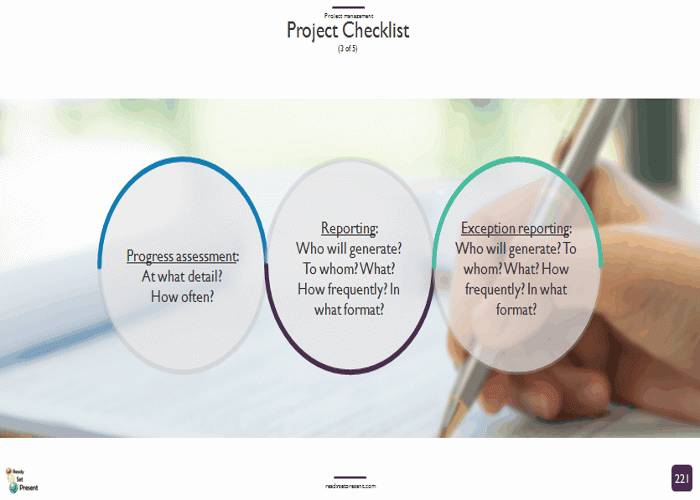 Project management
Project Checklist
(3 of 5)
Progress assessment:
At what detail?
How often?
Reporting:
Who will generate?
To whom? What?
How frequently? In
what format?
Exception reporting:
Who will generate? To
whom? What? How
frequently? In what
format?
Ready
Set
Present
readysetpresent.com
221